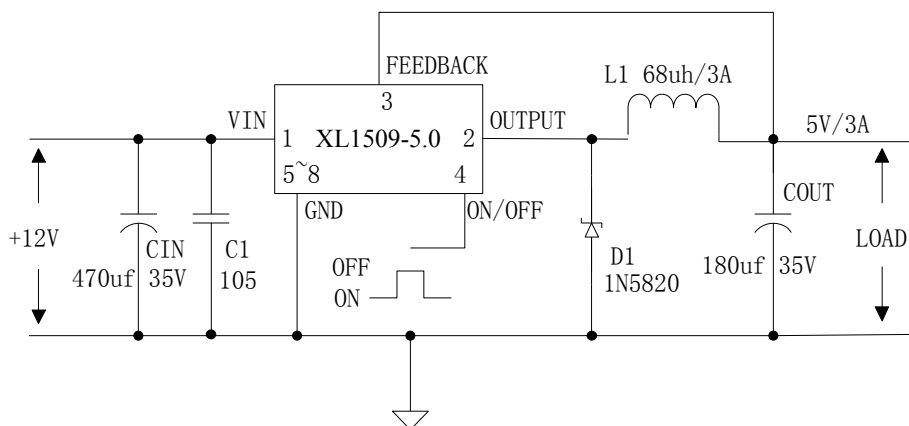 FEEDBACK
L1 68uh/3A
3
VIN
OUTPUT
5V/3A
1
XL1509-5.0
2
5~8
4
GND
ON/OFF
COUT
+12V
CIN
C1
OFF
D1
LOAD
470uf 35V
105
ON
1N5820
180uf 35V